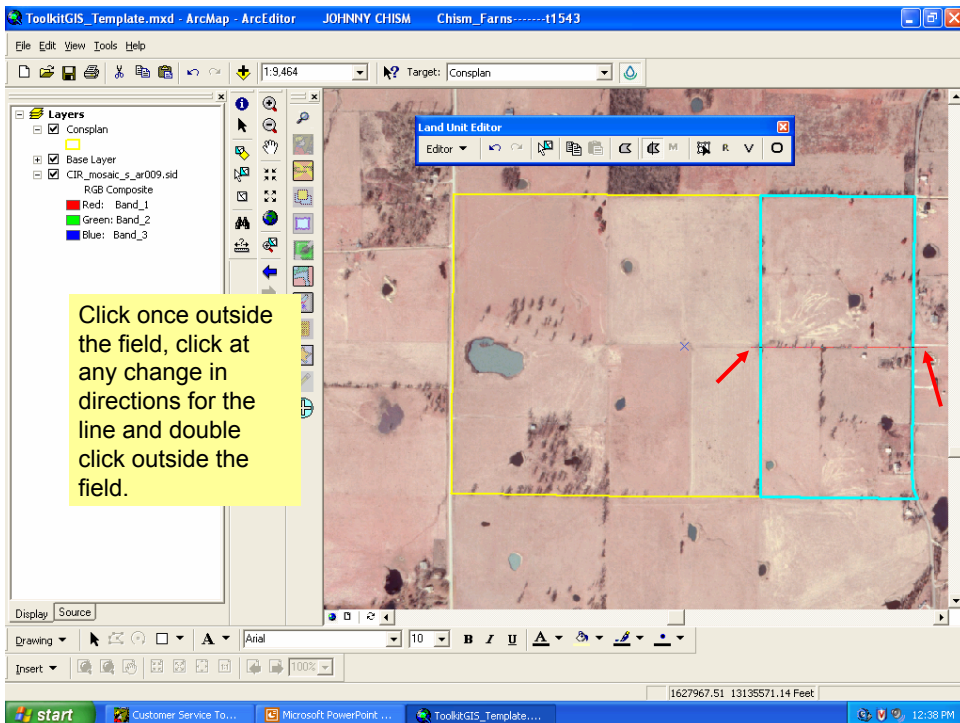 ToolkitGIS_Template.mxd - ArcMap - ArcEditor JOHNNY CHISM Chism_Farns-------t1543
File Edit View Tools Help
1:9,464 Target: Consplan
Layers
Consplan
Base Layer
CIR_mosaic_s_ar009.sid
RGB Composite
Red: Band_1
Green: Band_2
Blue: Band_3
Land Unit Editor
Editor M R V
Click once outside
the field, click at
any change in
directions for the
line and double
click outside the
field.
Display Source
Drawing A Arial 10 B I U A
Insert 100%
1627967.51 13135571.14 Feet
start Customer Service To... Microsoft PowerPoint ... ToolkitGIS_Template.... 12:38 PM